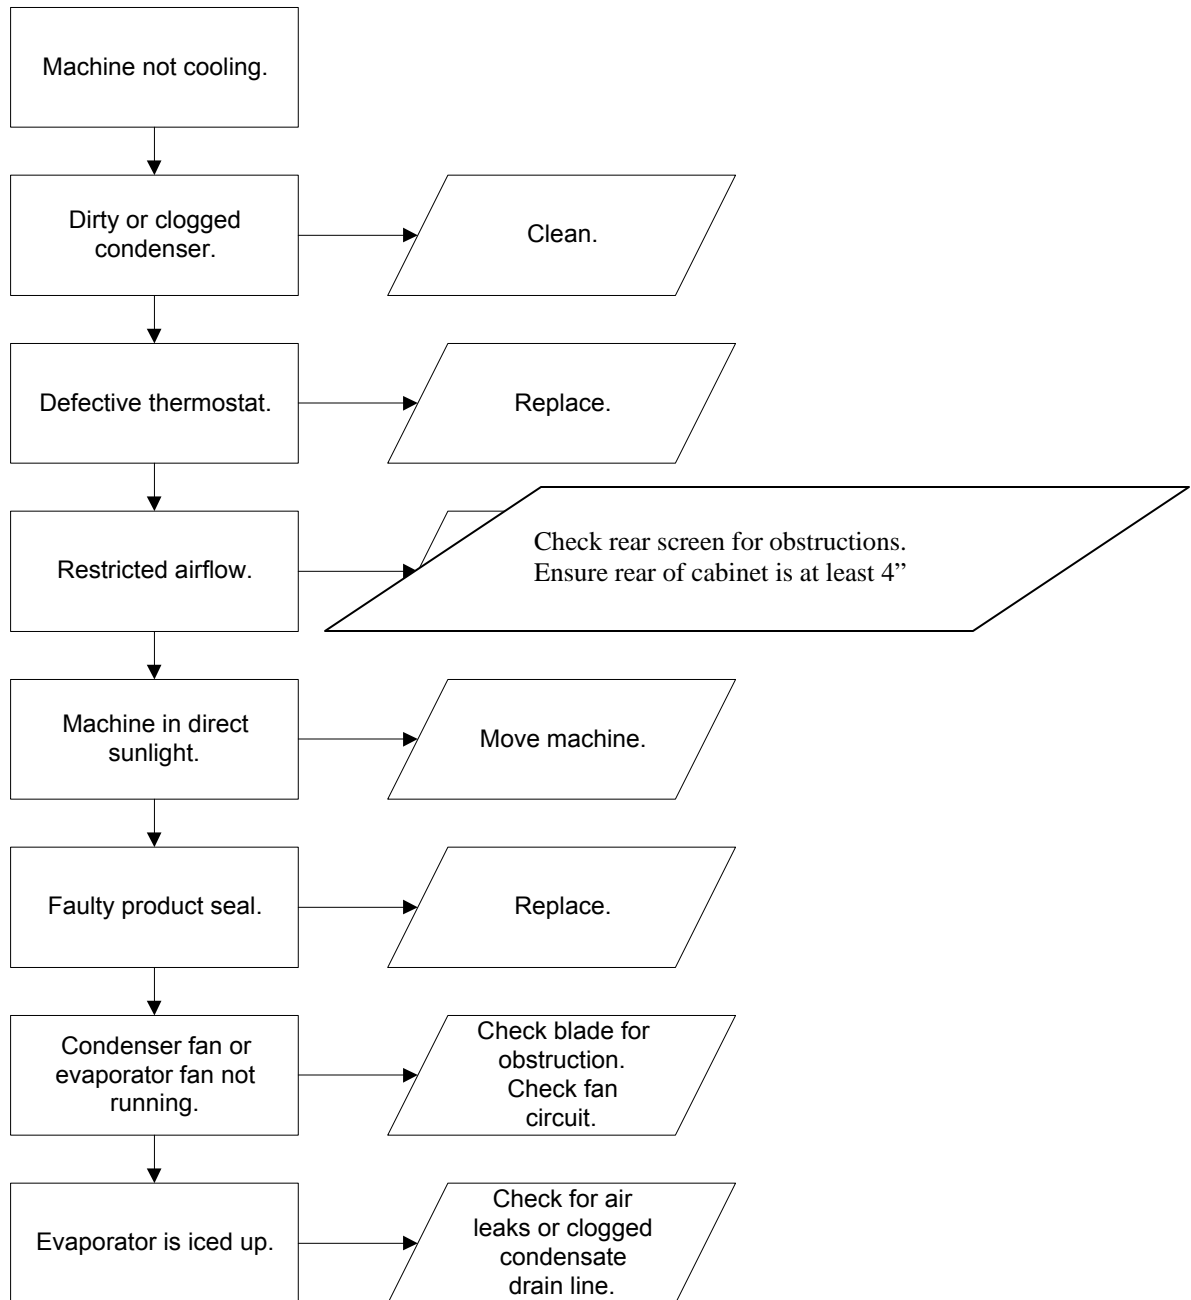 Machine not cooling.
Dirty or clogged
condenser.
Clean.
Defective thermostat.
Replace.
Restricted airflow.
Check rear screen for obstructions.
Ensure rear of cabinet is at least 4”
Machine in direct
sunlight.
Move machine.
Faulty product seal.
Replace.
Condenser fan or
evaporator fan not
running.
Check blade for
obstruction.
Check fan
circuit.
Evaporator is iced up.
Check for air
leaks or clogged
condensate
drain line.